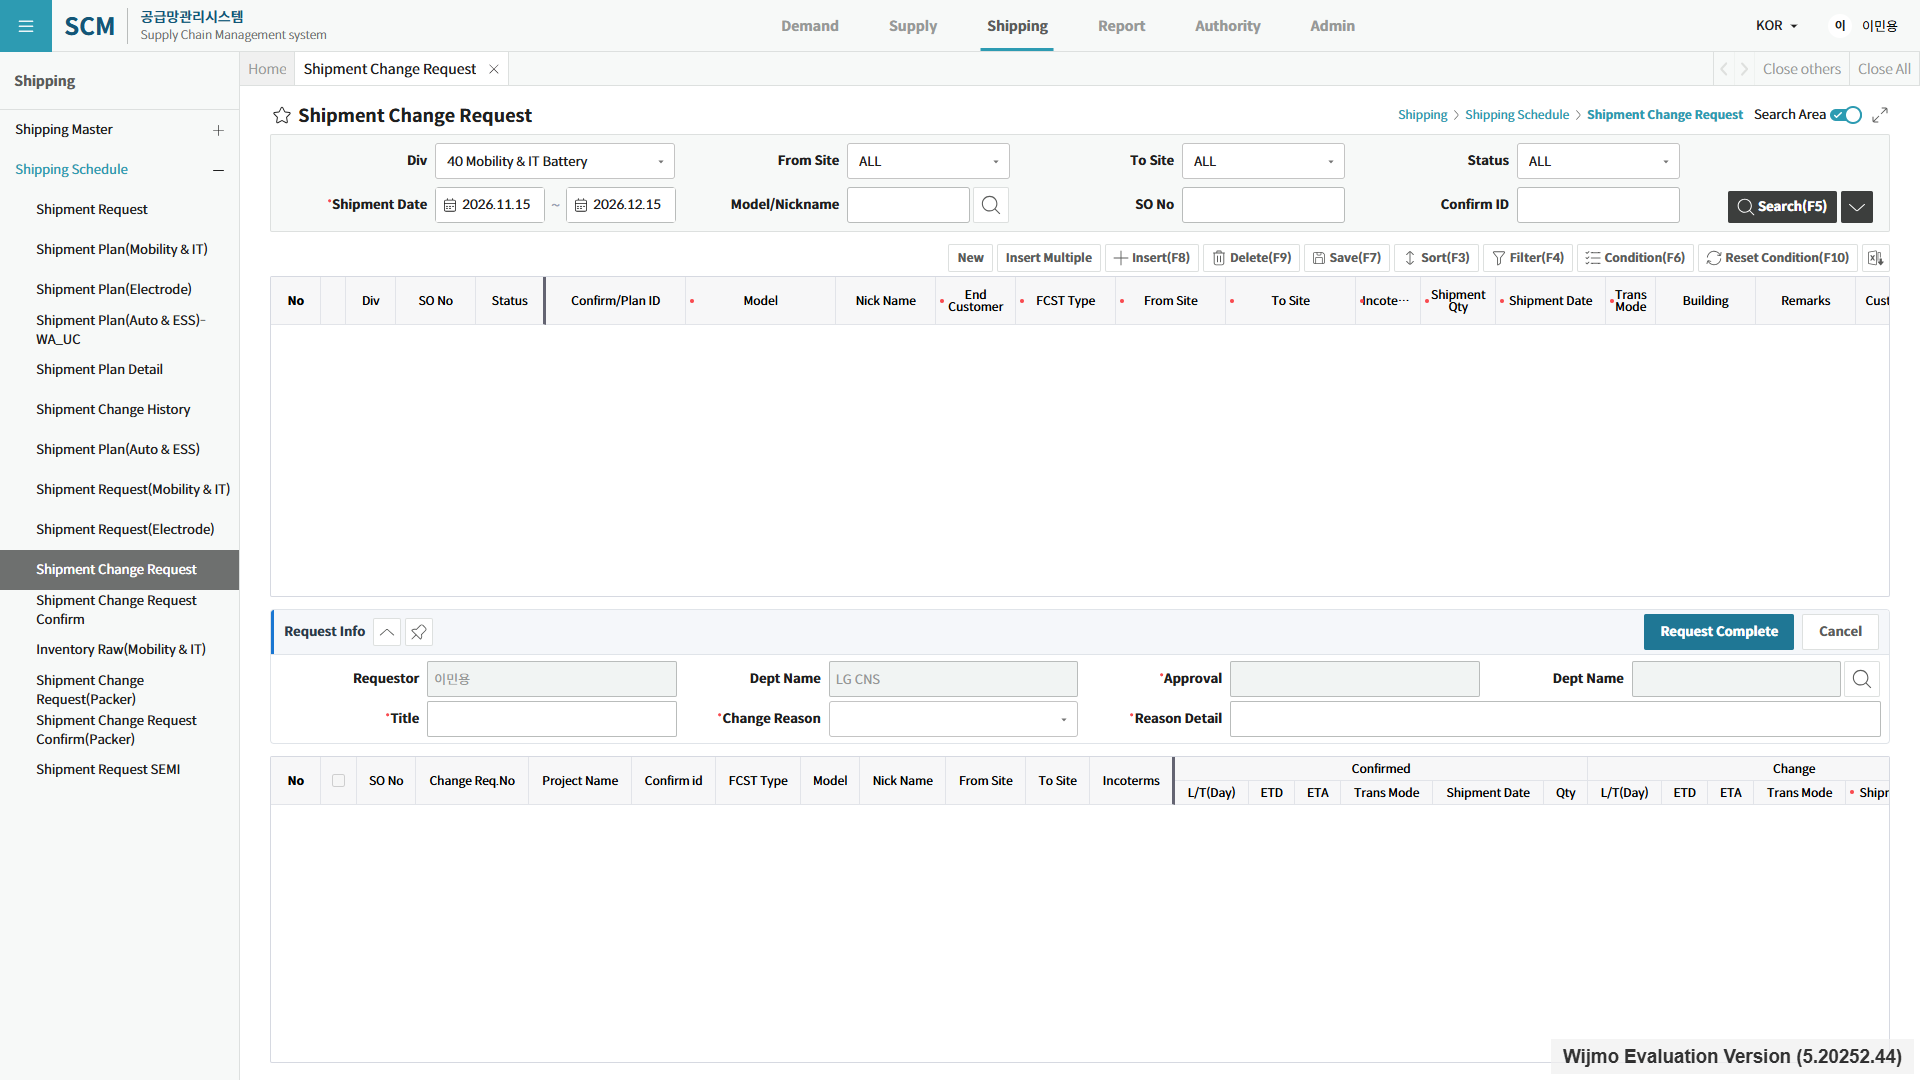 SCM
공급망관리시스템
Supply Chain Management system
Demand
Supply
Shipping
Report
Authority
Admin
KOR
이
이민용
Shipping
Home
Shipment Change Request
Close others
Close All
Shipping Master
Shipping Schedule
Shipment Request
Shipment Plan(Mobility & IT)
Shipment Plan(Electrode)
Shipment Plan(Auto & ESS)-
WA_UC
Shipment Plan Detail
Shipment Change History
Shipment Plan(Auto & ESS)
Shipment Request(Mobility & IT)
Shipment Request(Electrode)
Shipment Change Request
Shipment Change Request
Confirm
Inventory Raw(Mobility & IT)
Shipment Change
Request(Packer)
Shipment Change Request
Confirm(Packer)
Shipment Request SEMI
Shipment Change Request
Shipping > Shipping Schedule > Shipment Change Request
Search Area
Div
40 Mobility & IT Battery
From Site
ALL
To Site
ALL
Status
ALL
*Shipment Date
2026.11.15 ~ 2026.12.15
Model/Nickname
SO No
Confirm ID
Search(F5)
New
Insert Multiple
Insert(F8)
Delete(F9)
Save(F7)
Sort(F3)
Filter(F4)
Condition(F6)
Reset Condition(F10)
No
Div
SO No
Status
Confirm/Plan ID
Model
Nick Name
End
Customer
FCST Type
From Site
To Site
Incote···
Shipment
Qty
Shipment Date
Trans
Mode
Building
Remarks
Cust
Request Info
Request Complete
Cancel
Requestor
이민용
Dept Name
LG CNS
*Approval
Dept Name
*Title
*Change Reason
*Reason Detail
No
SO No
Change Req.No
Project Name
Confirm id
FCST Type
Model
Nick Name
From Site
To Site
Incoterms
Confirmed
L/T(Day)
ETD
ETA
Trans Mode
Shipment Date
Qty
Change
L/T(Day)
ETD
ETA
Trans Mode
Shipr
Wijmo Evaluation Version (5.20252.44)